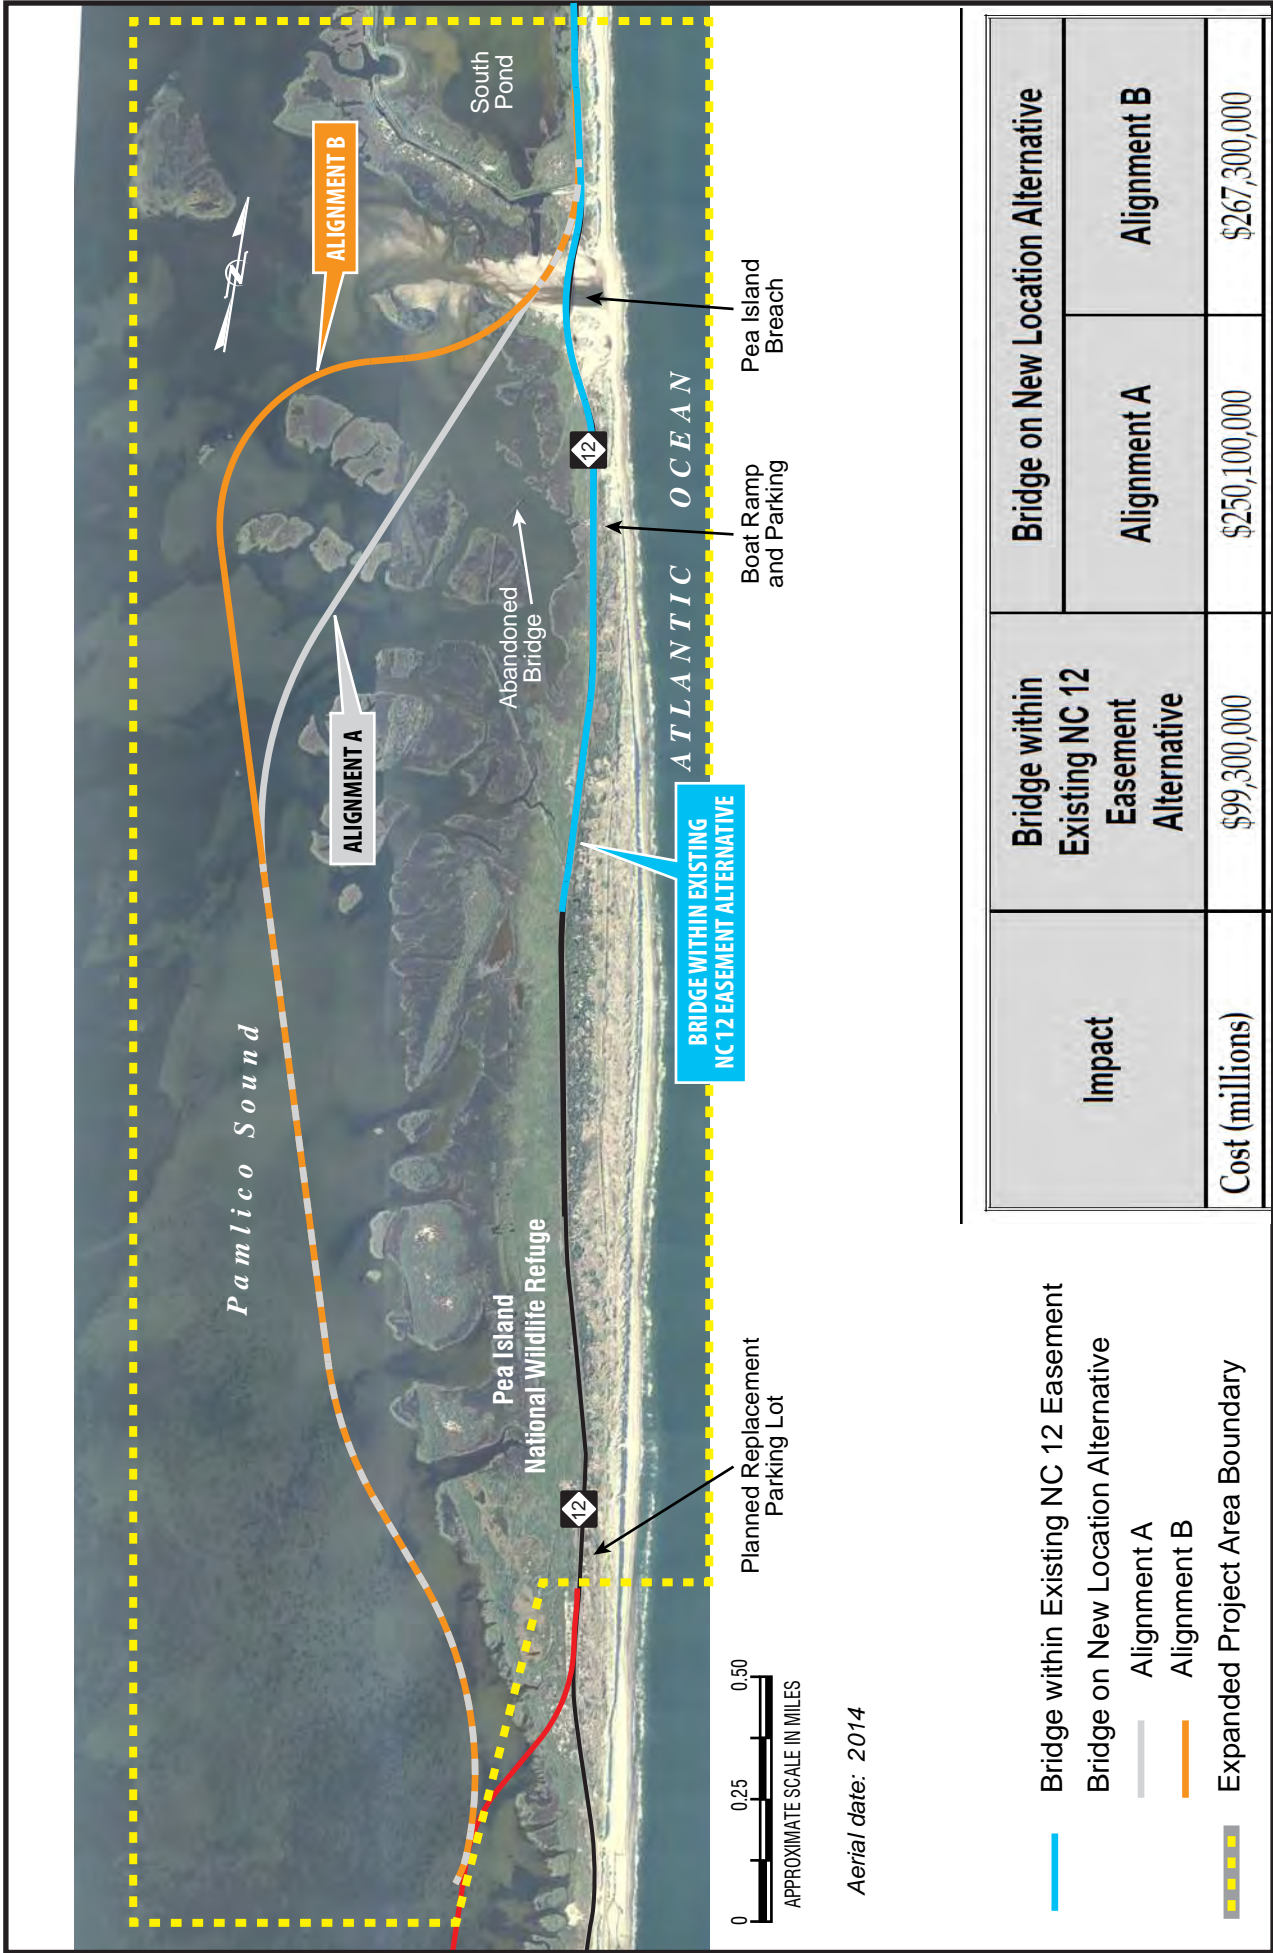 South
Pond
ALIGNMENT B
N
Pea Island
Breach
12
ATLANTIC OCEAN
Boat Ramp
and Parking
Abandoned
Bridge
ALIGNMENT A
BRIDGE WITHIN EXISTING
NC 12 EASEMENT ALTERNATIVE
Pamlico Sound
Pea Island
National Wildlife Refuge
12
Planned Replacement
Parking Lot
0 0.25 0.50
APPROXIMATE SCALE IN MILES
Aerial date: 2014
Bridge within Existing NC 12 Easement
Bridge on New Location Alternative
Alignment A
Alignment B
Expanded Project Area Boundary
Impact
Bridge within
Existing NC 12
Easement
Alternative
Bridge on New Location Alternative
Alignment A
Alignment B
Cost (millions)
$99,300,000
$250,100,000
$267,300,000